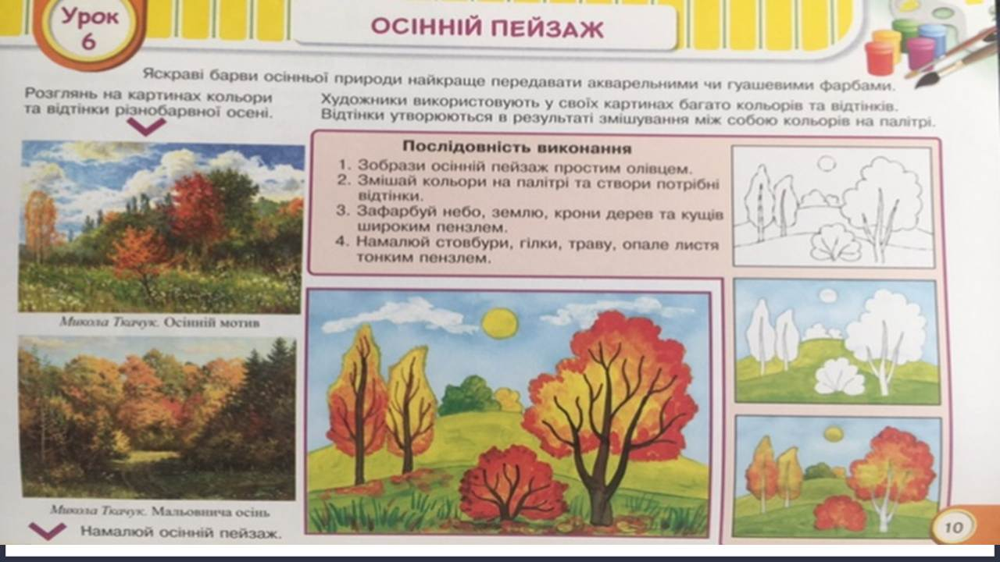 Урок
6
ОСІННІЙ ПЕЙЗАЖ
Яскраві барви осінньої природи найкраще передавати акварельними чи гуашевими фарбами.
Розглянь на картинах кольори
та відтінки різнобарвної осені.
Художники використовують у своїх картинах багато кольорів та відтінків.
Відтінки утворюються в результаті змішування між собою кольорів на палітрі.
Послідовність виконання
1. Зобрази осінній пейзаж простим олівцем.
2. Змішай кольори на палітрі та створи потрібні
відтінки.
3. Зафарбуй небо, землю, крони дерев та кущів
широким пензлем.
4. Намалюй стовбури, гілки, траву, опале листя
тонким пензлем.
Микола Ткачук. Осінній мотив
Микола Ткачук. Мальовнича осінь
Намалюй осінній пейзаж.
10